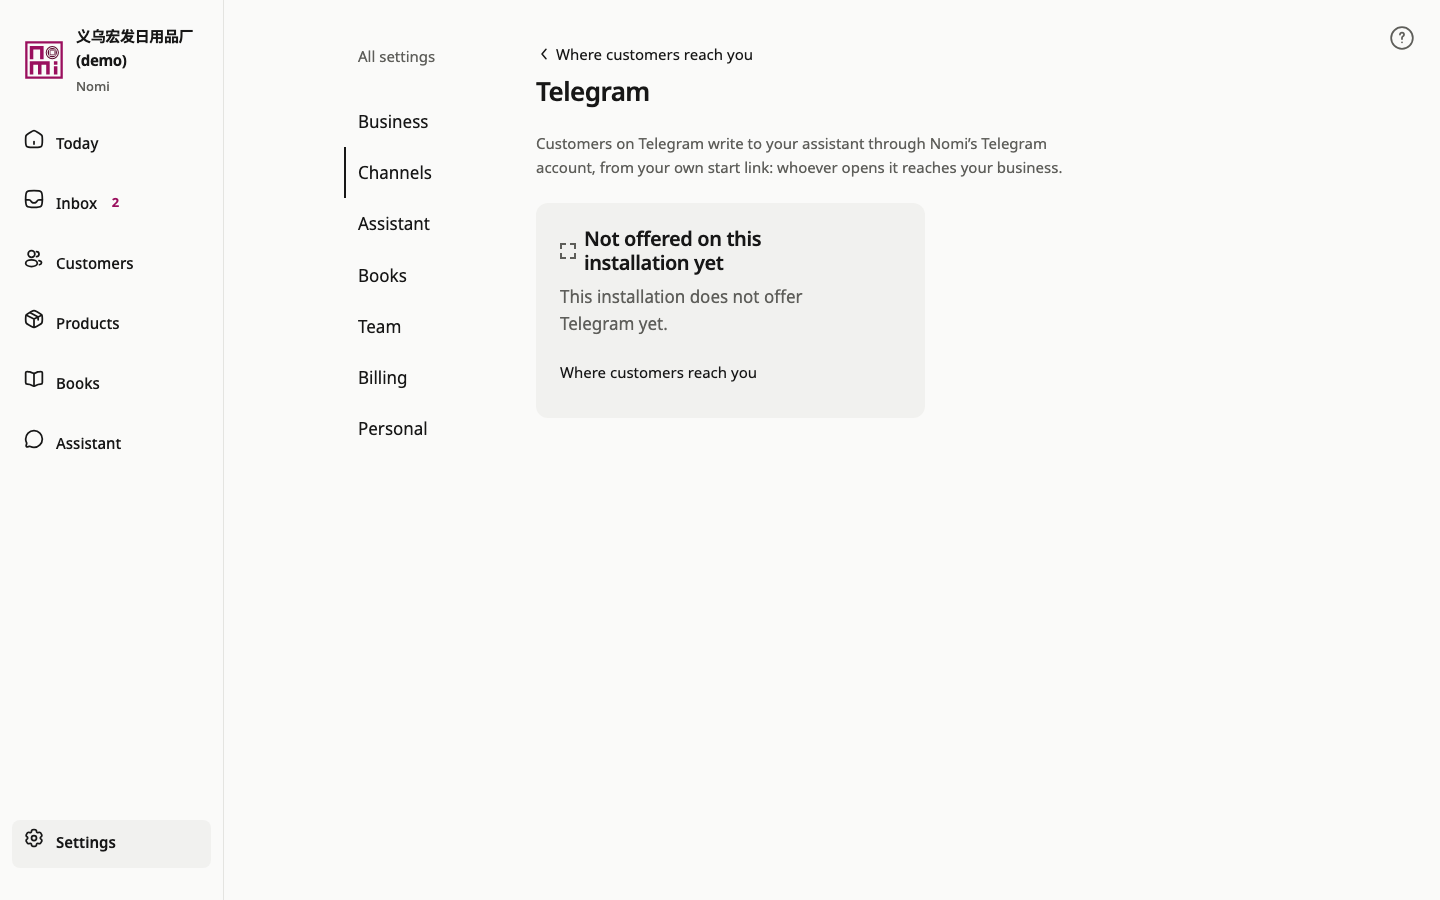 义乌宏发日用品厂
(demo)
Nomi
Today
Inbox 2
Customers
Products
Books
Assistant
Settings
All settings
Business
Channels
Assistant
Books
Team
Billing
Personal
Where customers reach you
Telegram
Customers on Telegram write to your assistant through Nomi’s Telegram
account, from your own start link: whoever opens it reaches your business.
Not offered on this
installation yet
This installation does not offer
Telegram yet.
Where customers reach you